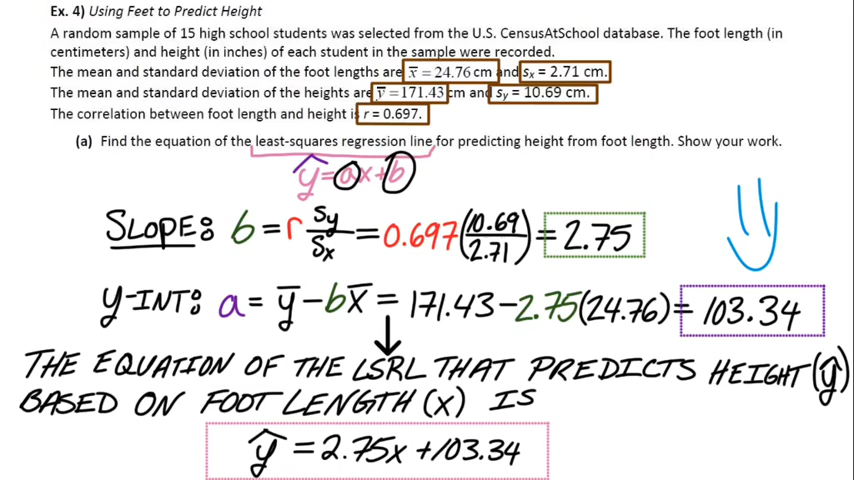 Ex. 4) Using Feet to Predict Height
A random sample of 15 high school students was selected from the U.S. CensusAtSchool database. The foot length (in
centimeters) and height (in inches) of each student in the sample were recorded.
The mean and standard deviation of the foot lengths are x̄ = 24.76 cm and sₓ = 2.71 cm.
The mean and standard deviation of the heights are ȳ = 171.43 cm and s_y = 10.69 cm.
The correlation between foot length and height is r = 0.697.
(a) Find the equation of the least-squares regression line for predicting height from foot length. Show your work.
ŷ = ax + b
SLOPE: b = r s_y/sₓ = 0.697(10.69/2.71) = 2.75
y-INT: a = ȳ - bx̄ = 171.43 - 2.75(24.76) = 103.34
THE EQUATION OF THE LSRL THAT PREDICTS HEIGHT (ŷ)
BASED ON FOOT LENGTH (x) IS
ŷ = 2.75x + 103.34